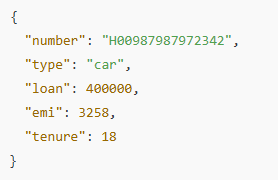 {
  "number": "H00987987972342",
  "type": "car",
  "loan": 400000,
  "emi": 3258,
  "tenure": 18
}